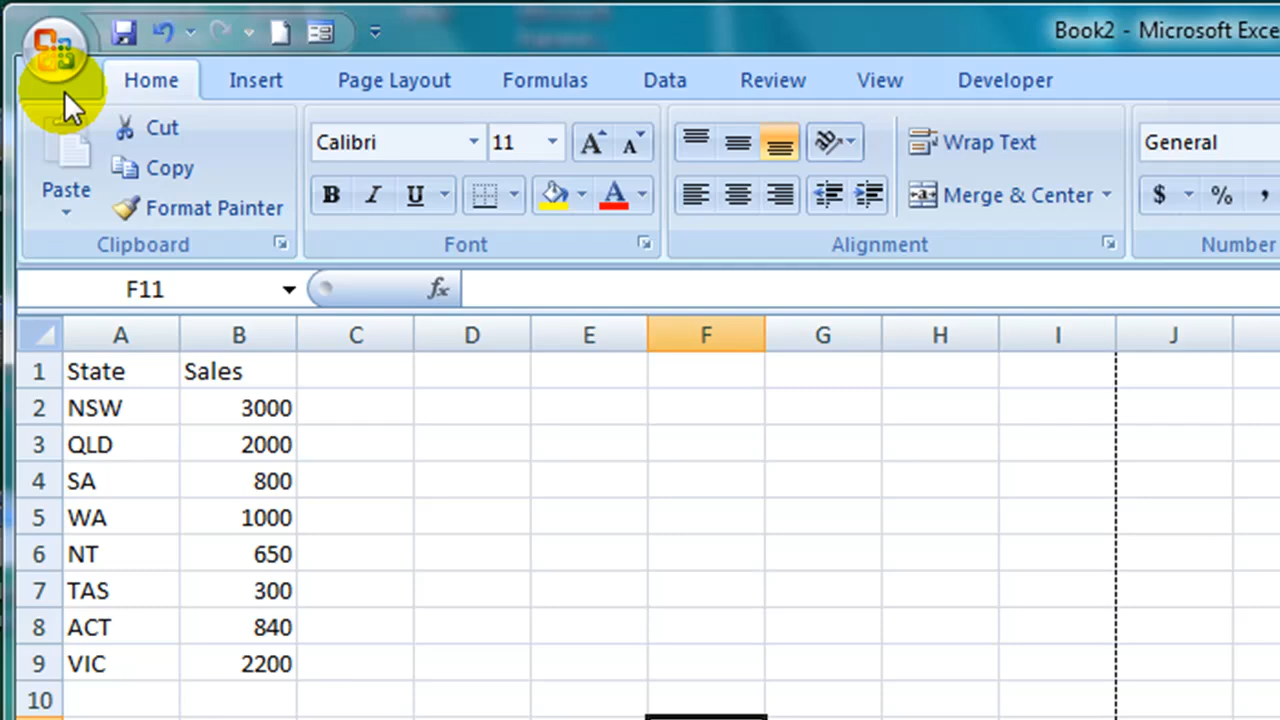 Book2 - Microsoft Exce
Home Insert Page Layout Formulas Data Review View Developer
Cut
Copy
Paste
Format Painter
Calibri 11
B I U A
Wrap Text
Merge & Center
General
$ % ,
Clipboard Font Alignment Number
F11 fx
A B C D E F G H I J
1 State Sales
2 NSW 3000
3 QLD 2000
4 SA 800
5 WA 1000
6 NT 650
7 TAS 300
8 ACT 840
9 VIC 2200
10